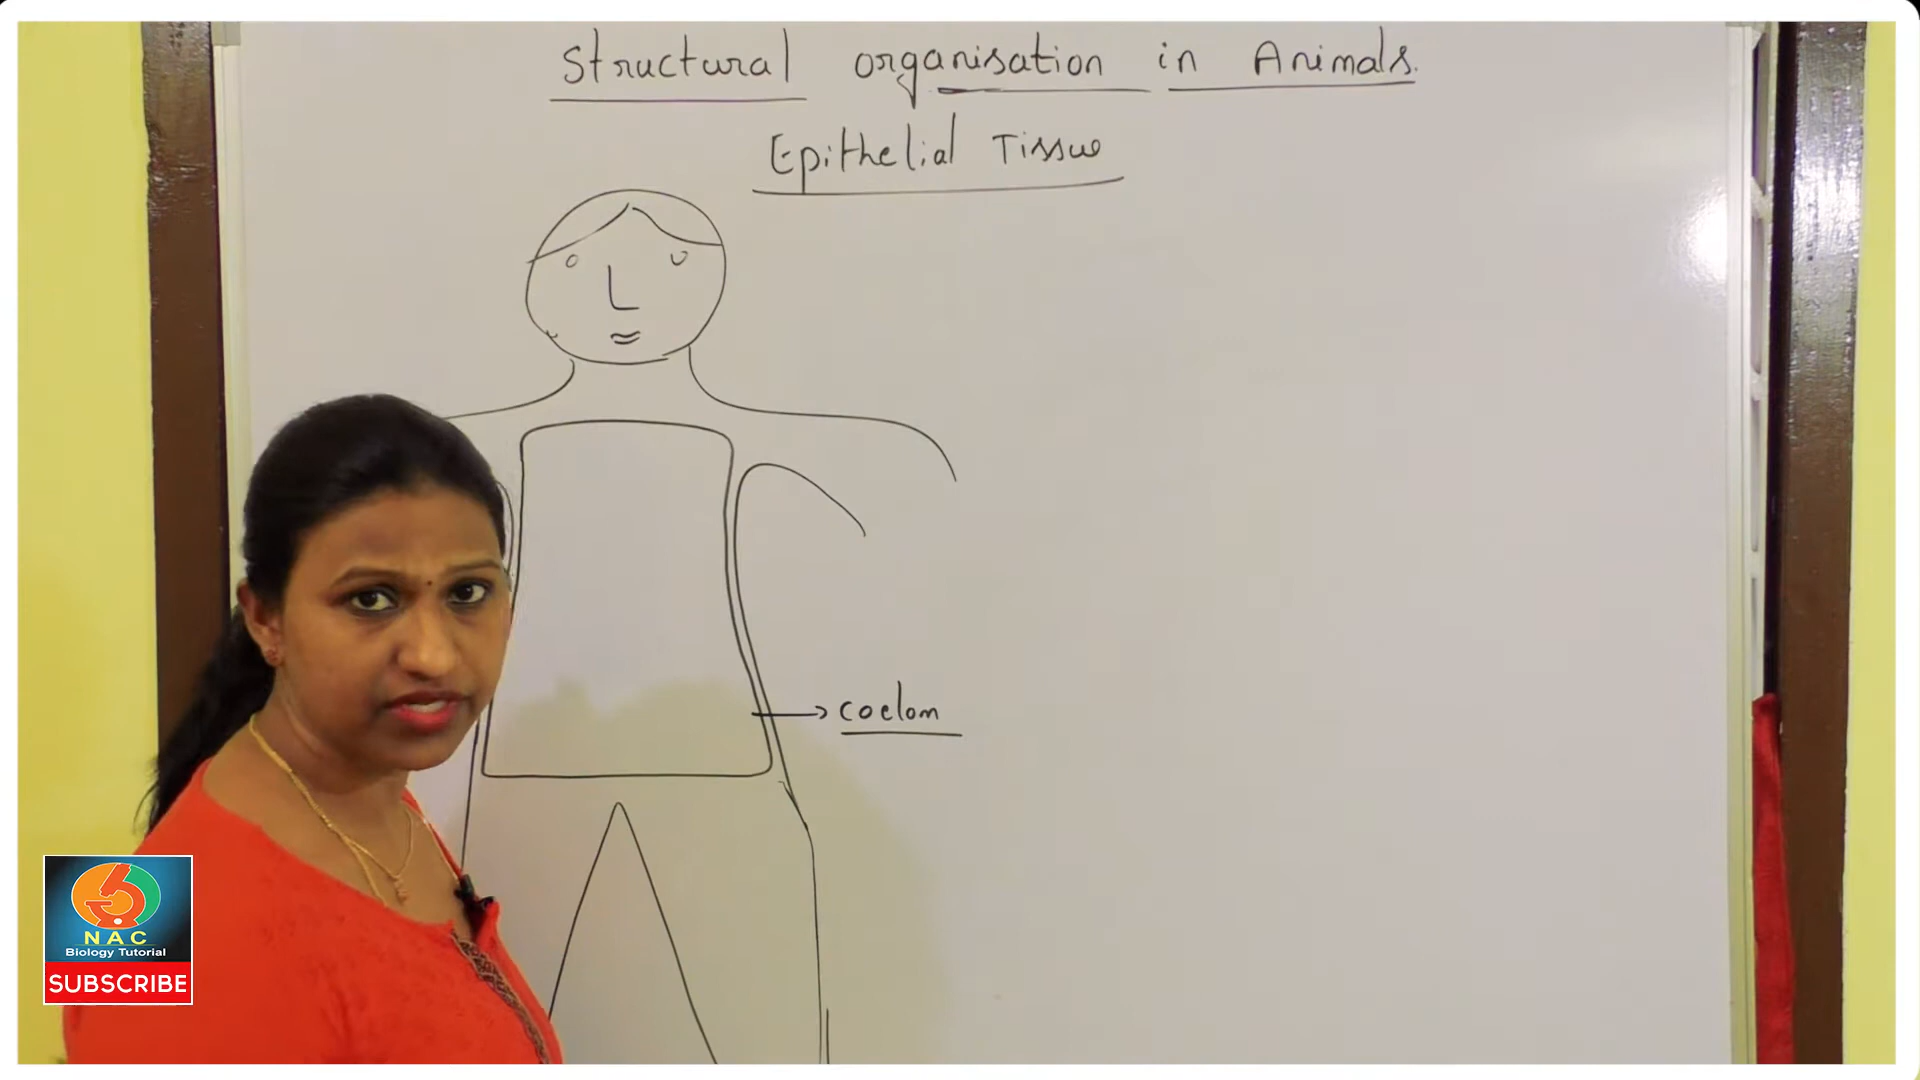 Structural organisation in Animals.
Epithelial Tissue
coelom
NAC
Biology Tutorial
SUBSCRIBE